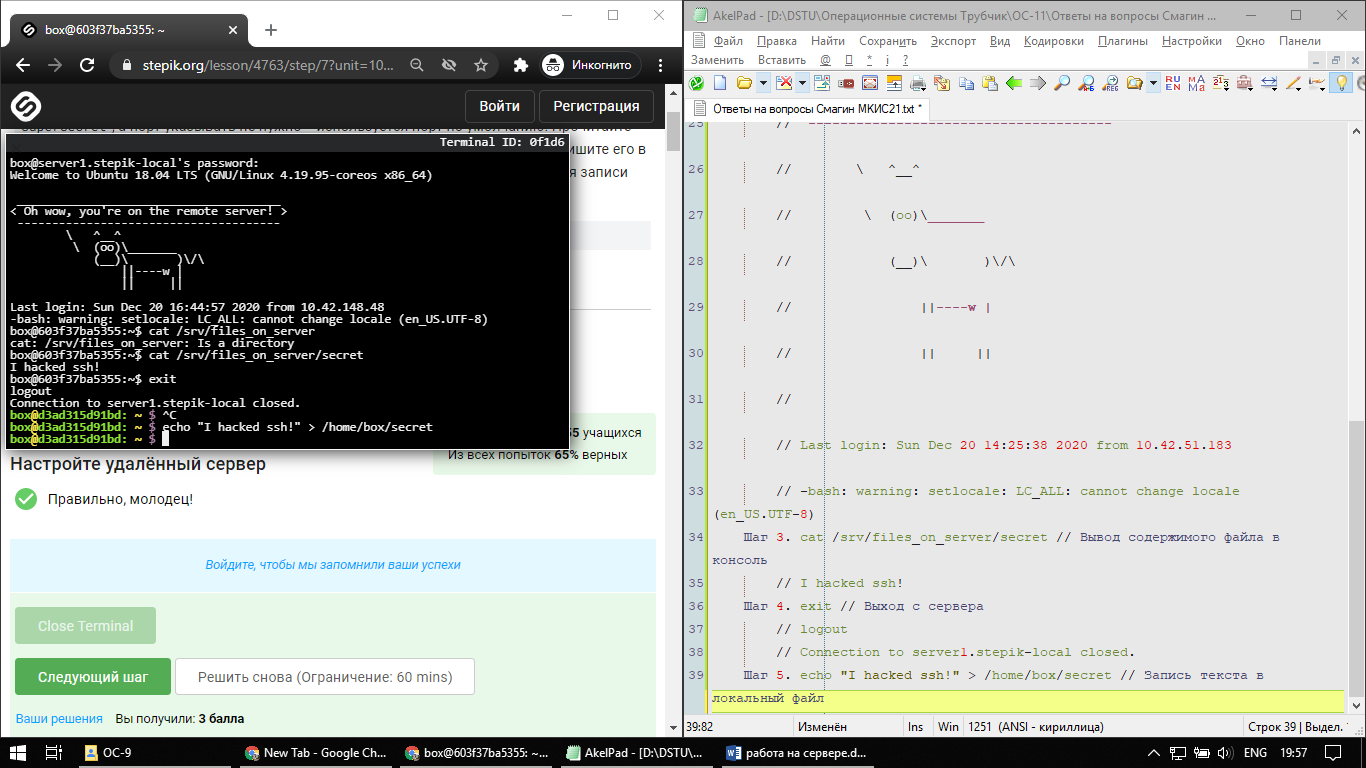 box@603f37ba5355: ~
stepik.org/lesson/4763/step/7?unit=10...
Инкогнито
Войти
Регистрация
ишите его в
я записи
Terminal ID: 0f1d6
box@server1.stepik-local's password:
Welcome to Ubuntu 18.04 LTS (GNU/Linux 4.19.95-coreos x86_64)
______________________________________
< Oh wow, you're on the remote server! >
--------------------------------------
\   ^__^
\  (oo)\_______
(__)\       )\/\
||----w |
||     ||
Last login: Sun Dec 20 16:44:57 2020 from 10.42.148.48
-bash: warning: setlocale: LC_ALL: cannot change locale (en_US.UTF-8)
box@603f37ba5355:~$ cat /srv/files_on_server
cat: /srv/files_on_server: Is a directory
box@603f37ba5355:~$ cat /srv/files_on_server/secret
I hacked ssh!
box@603f37ba5355:~$ exit
logout
Connection to server1.stepik-local closed.
box@d3ad315d91bd: ~ $ ^C
box@d3ad315d91bd: ~ $ echo "I hacked ssh!" > /home/box/secret
box@d3ad315d91bd: ~ $
учащихся
Из всех попыток 65% верных
Настройте удалённый сервер
Правильно, молодец!
Войдите, чтобы мы запомнили ваши успехи
Close Terminal
Следующий шаг
Решить снова (Ограничение: 60 mins)
Ваши решения Вы получили: 3 балла
AkelPad - [D:\DSTU\Операционные системы Трубчик\ОС-11\Ответы на вопросы Смагин ...
Файл Правка Найти Сохранить Экспорт Вид Кодировки Плагины Настройки Окно Панели
Заменить Вставить @ Ω * i ?
Ответы на вопросы Смагин МКИС21.txt *
25 // --------------------------------------
26 // \   ^__^
27 // \  (oo)\_______
28 // (__)\       )\/\
29 // ||----w |
30 // ||     ||
31 //
32 // Last login: Sun Dec 20 14:25:38 2020 from 10.42.51.183
33 // -bash: warning: setlocale: LC_ALL: cannot change locale
(en_US.UTF-8)
34 Шаг 3. cat /srv/files_on_server/secret // Вывод содержимого файла в
консоль
35 // I hacked ssh!
36 Шаг 4. exit // Выход с сервера
37 // logout
38 // Connection to server1.stepik-local closed.
39 Шаг 5. echo "I hacked ssh!" > /home/box/secret // Запись текста в
локальный файл
39:82 Изменён Ins Win 1251 (ANSI - кириллица) Строк 39 | Выдел.
ОС-9
New Tab - Google Ch...
box@603f37ba5355: ~...
AkelPad - [D:\DSTU\...
работа на сервере.d...
ENG 19:57